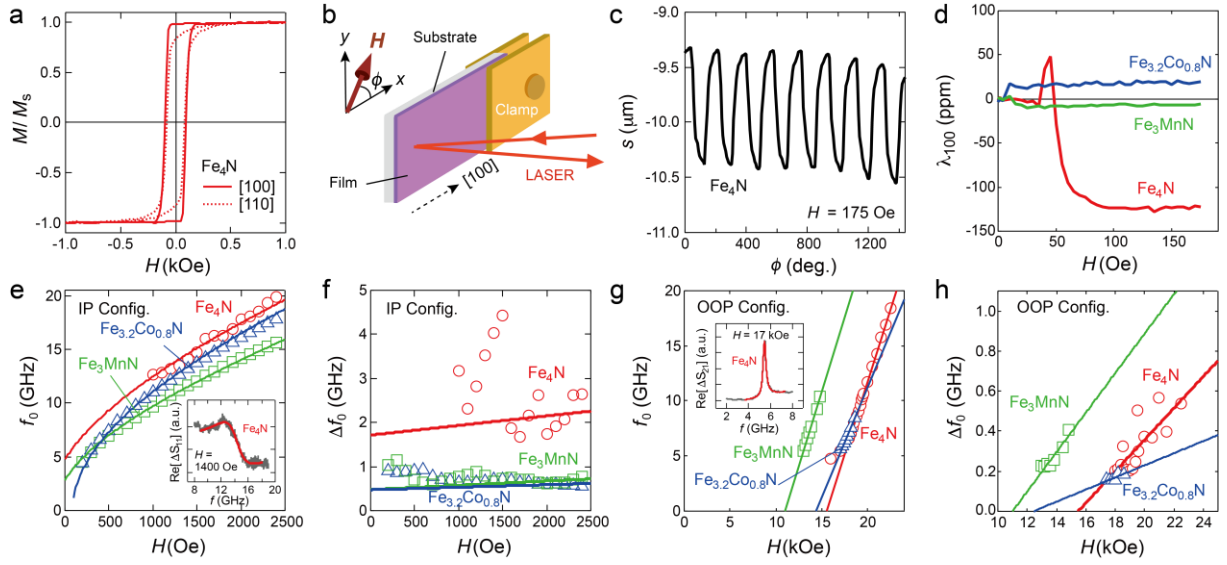 a
M/Ms
1.0
0.5
0.0
-0.5
-1.0
Fe4N
[100]
[110]
-1.0 -0.5 0.0 0.5 1.0
H (kOe)
b
y
H
ϕ
x
Substrate
Clamp
Film
[100]
LASER
c
s (μm)
-9.0
-9.5
-10.0
-10.5
-11.0
Fe4N
H = 175 Oe
0 400 800 1200
ϕ (deg.)
d
λ100 (ppm)
100
50
0
-50
-100
-150
Fe3.2Co0.8N
Fe3MnN
Fe4N
0 50 100 150
H (Oe)
e
f0 (GHz)
20
15
10
5
0
IP Config.
Fe4N
Fe3.2Co0.8N
Fe3MnN
Re[ΔS21] (a.u.)
Fe4N
H =
1400 Oe
8 12 16 20
f (GHz)
0 500 1000 1500 2000 2500
H (Oe)
f
Δf0 (GHz)
5
4
3
2
1
0
IP Config.
Fe4N
Fe3MnN
Fe3.2Co0.8N
0 500 1000 1500 2000 2500
H (Oe)
g
f0 (GHz)
20
15
10
5
0
OOP Config.
H = 17 kOe
Re[ΔS21] (a.u.)
Fe4N
2 4 6 8
f (GHz)
Fe3MnN
Fe4N
Fe3.2Co0.8N
0 5 10 15 20
H (kOe)
h
Δf0 (GHz)
1.0
0.8
0.6
0.4
0.2
0.0
OOP Config.
Fe3MnN
Fe4N
Fe3.2Co0.8N
10 12 14 16 18 20 22 24
H (kOe)